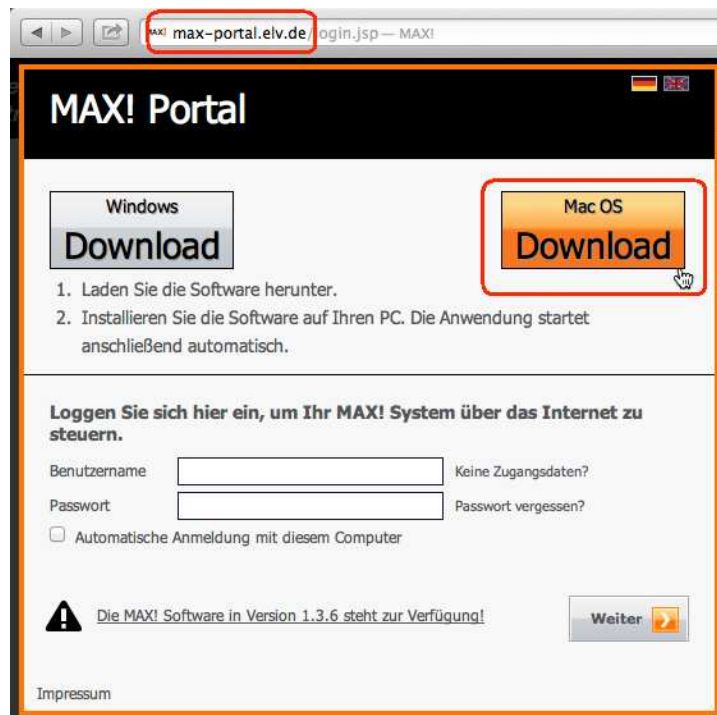 MAX! max-portal.elv.de/login.jsp — MAX!
MAX! Portal
Windows
Download
Mac OS
Download
1. Laden Sie die Software herunter.
2. Installieren Sie die Software auf Ihren PC. Die Anwendung startet
anschließend automatisch.
Loggen Sie sich hier ein, um Ihr MAX! System über das Internet zu
steuern.
Benutzername
Keine Zugangsdaten?
Passwort
Passwort vergessen?
Automatische Anmeldung mit diesem Computer
Die MAX! Software in Version 1.3.6 steht zur Verfügung!
Weiter
Impressum